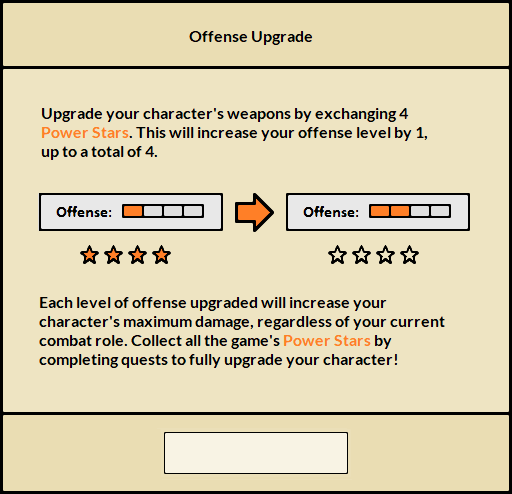 Offense Upgrade
Upgrade your character's weapons by exchanging 4
Power Stars. This will increase your offense level by 1,
up to a total of 4.
Offense:
Offense:
Each level of offense upgraded will increase your
character's maximum damage, regardless of your current
combat role. Collect all the game's Power Stars by
completing quests to fully upgrade your character!